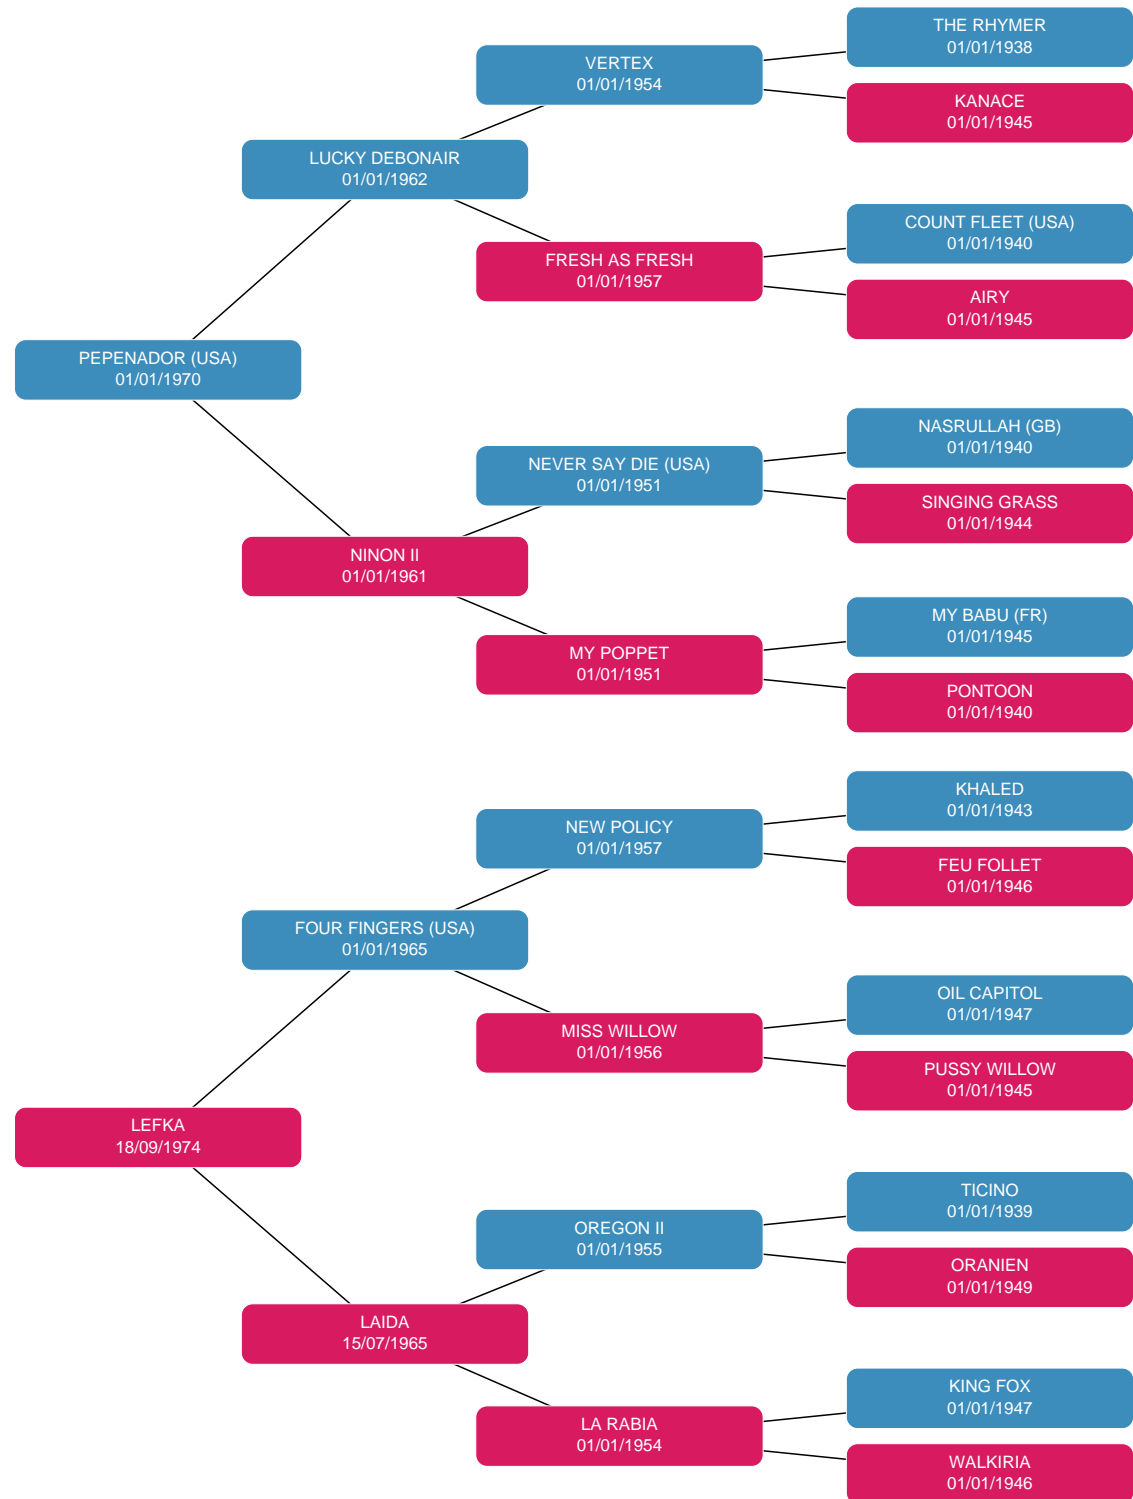 THE RHYMER
01/01/1938
VERTEX
01/01/1954
KANACE
01/01/1945
LUCKY DEBONAIR
01/01/1962
COUNT FLEET (USA)
01/01/1940
FRESH AS FRESH
01/01/1957
AIRY
01/01/1945
PEPENADOR (USA)
01/01/1970
NASRULLAH (GB)
01/01/1940
NEVER SAY DIE (USA)
01/01/1951
SINGING GRASS
01/01/1944
NINON II
01/01/1961
MY BABU (FR)
01/01/1945
MY POPPET
01/01/1951
PONTOON
01/01/1940
KHALED
01/01/1943
NEW POLICY
01/01/1957
FEU FOLLET
01/01/1946
FOUR FINGERS (USA)
01/01/1965
OIL CAPITOL
01/01/1947
MISS WILLOW
01/01/1956
PUSSY WILLOW
01/01/1945
LEFKA
18/09/1974
TICINO
01/01/1939
OREGON II
01/01/1955
ORANIEN
01/01/1949
LAIDA
15/07/1965
KING FOX
01/01/1947
LA RABIA
01/01/1954
WALKIRIA
01/01/1946